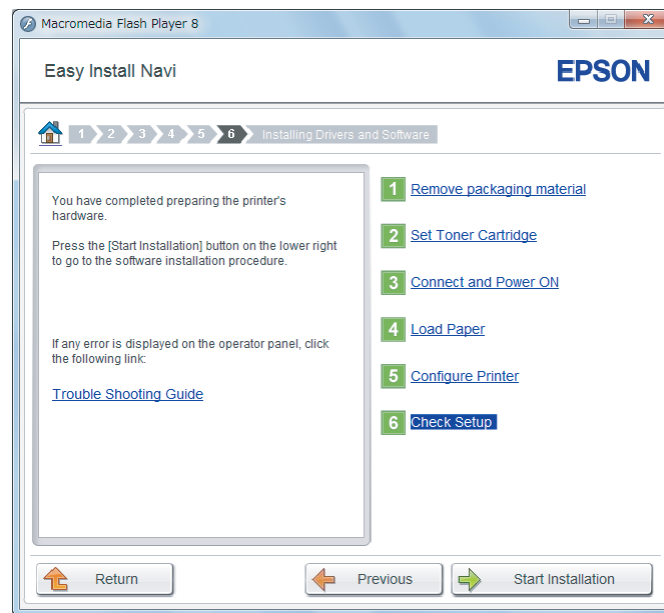 Macromedia Flash Player 8
Easy Install Navi
EPSON
1 2 3 4 5 6 Installing Drivers and Software
You have completed preparing the printer's
hardware.
Press the [Start Installation] button on the lower right
to go to the software installation procedure.
If any error is displayed on the operator panel, click
the following link:
Trouble Shooting Guide
1 Remove packaging material
2 Set Toner Cartridge
3 Connect and Power ON
4 Load Paper
5 Configure Printer
6 Check Setup
Return
Previous
Start Installation